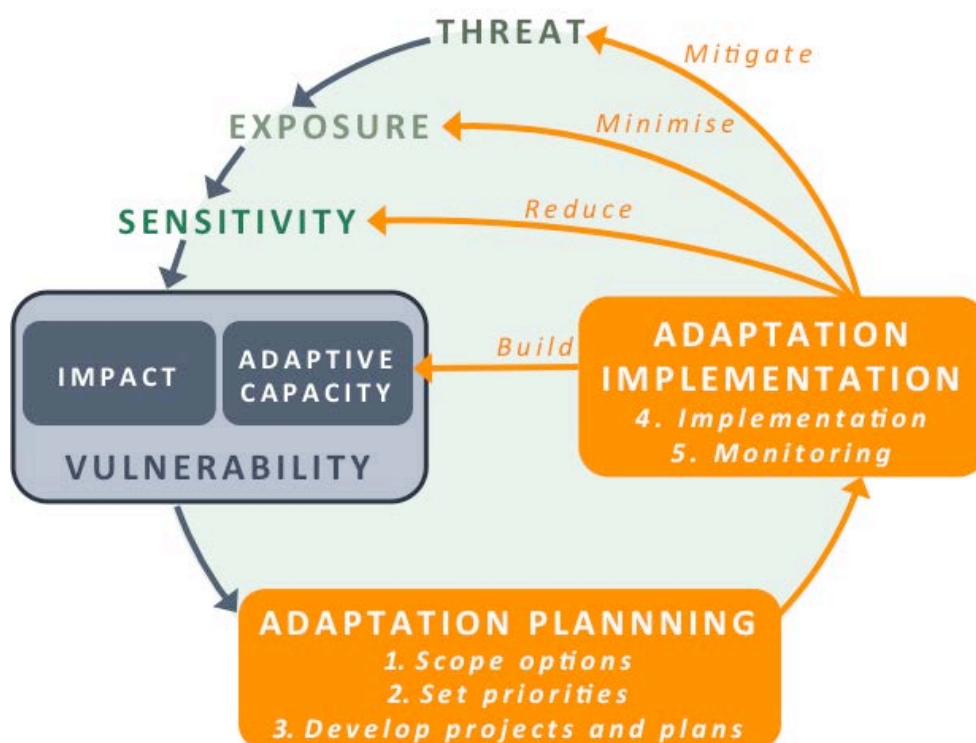 THREAT
Mitigate
EXPOSURE
Minimise
SENSITIVITY
Reduce
IMPACT
ADAPTIVE
CAPACITY
VULNERABILITY
Build
ADAPTATION
IMPLEMENTATION
4. Implementation
5. Monitoring
ADAPTATION PLANNNING
1. Scope options
2. Set priorities
3. Develop projects and plans